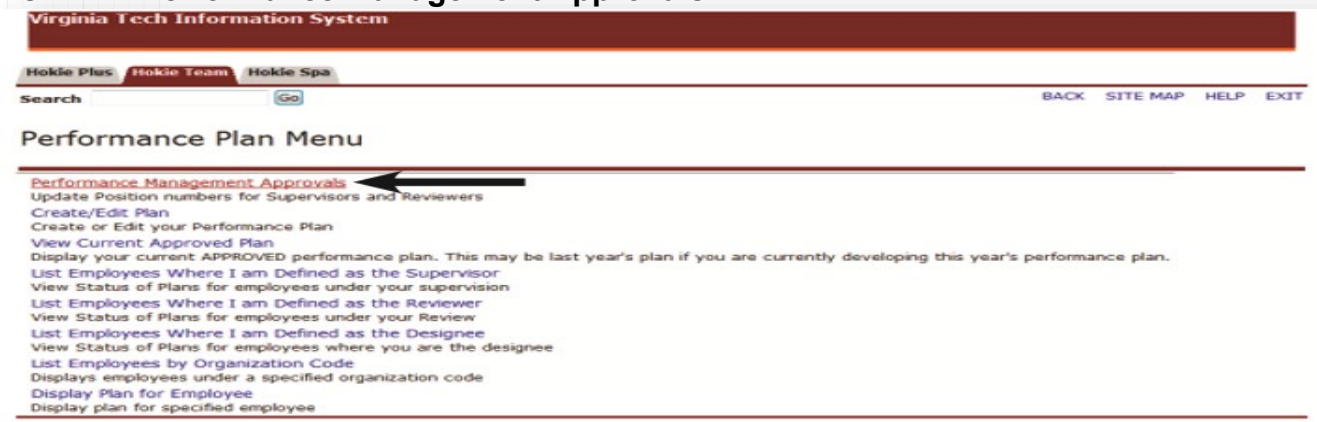 Virginia Tech Information System
Hokie Plus Hokie Team Hokie Spa
Search Go BACK SITE MAP HELP EXIT
Performance Plan Menu
Performance Management Approvals
Update Position numbers for Supervisors and Reviewers
Create/Edit Plan
Create or Edit your Performance Plan
View Current Approved Plan
Display your current APPROVED performance plan. This may be last year's plan if you are currently developing this year's performance plan.
List Employees Where I am Defined as the Supervisor
View Status of Plans for employees under your supervision
List Employees Where I am Defined as the Reviewer
View Status of Plans for employees under your Review
List Employees Where I am Defined as the Designee
View Status of Plans for employees where you are the designee
List Employees by Organization Code
Displays employees under a specified organization code
Display Plan for Employee
Display plan for specified employee